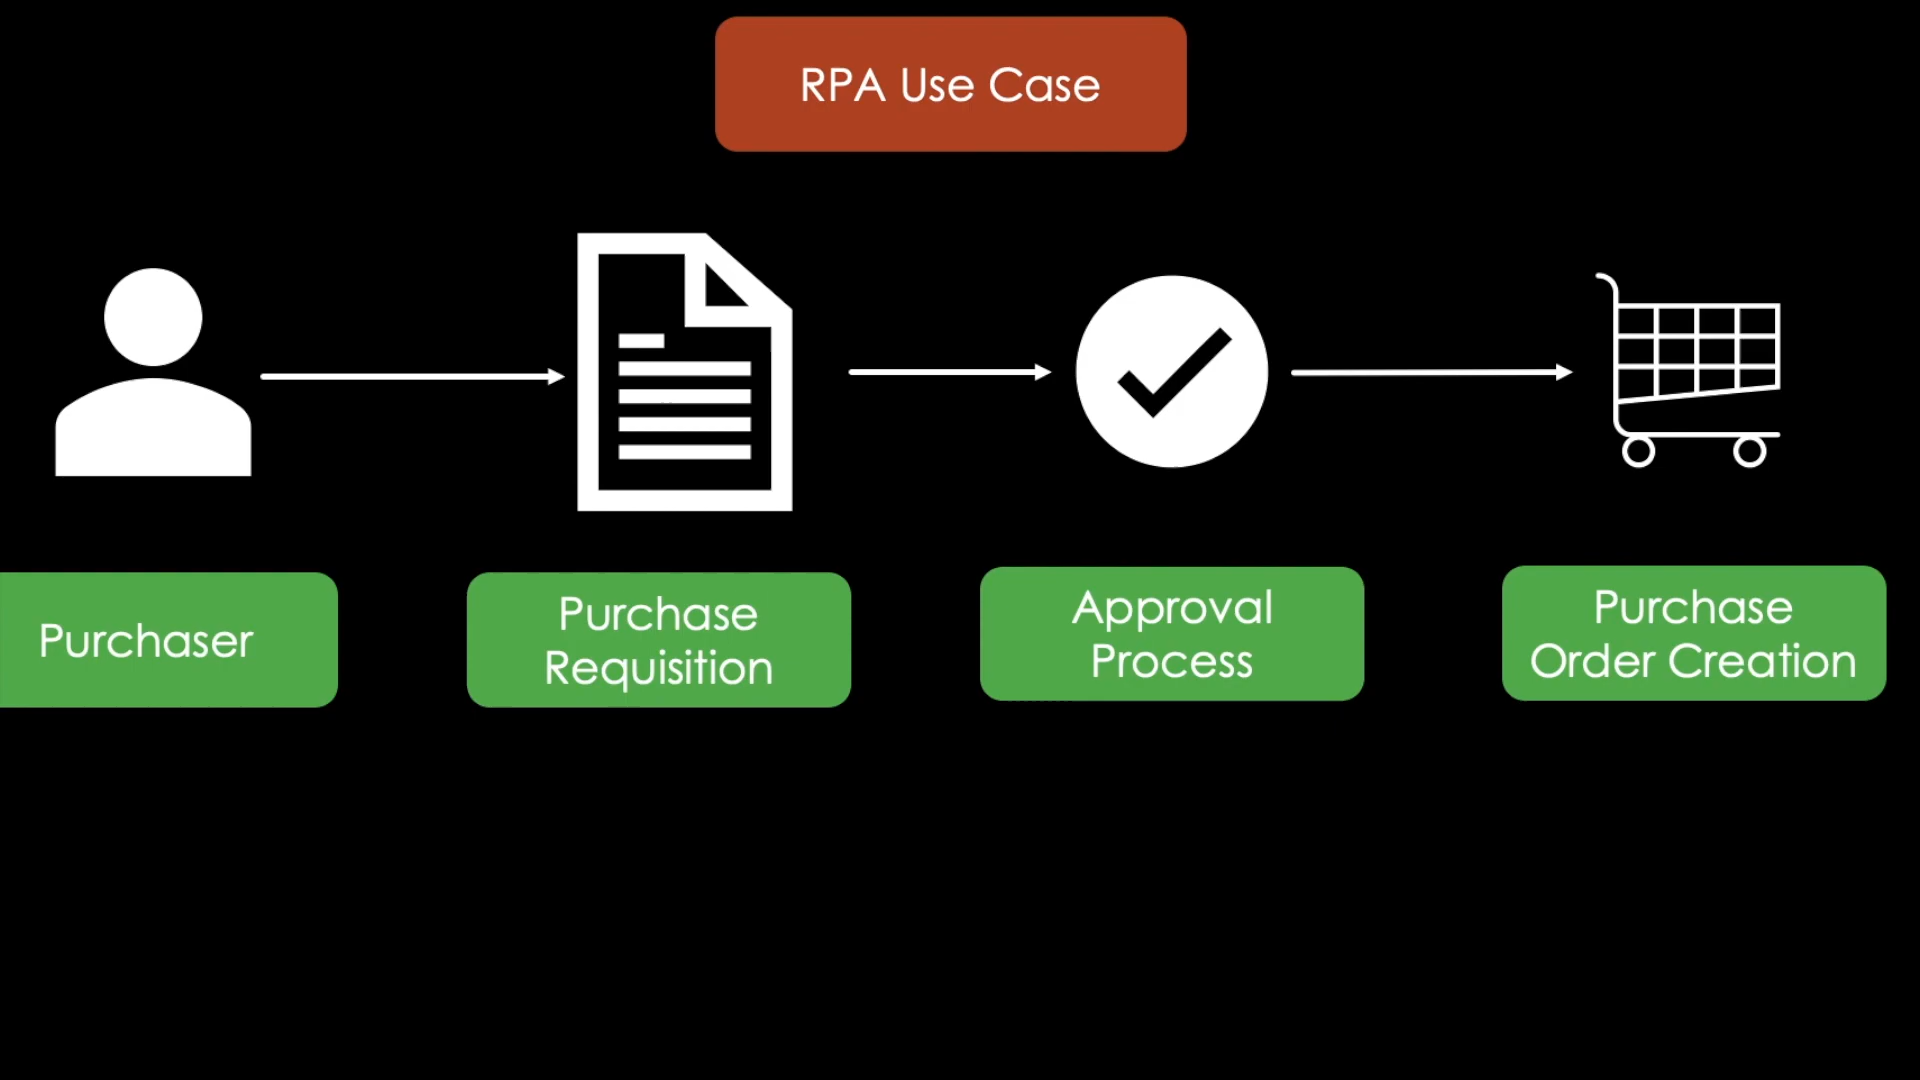 RPA Use Case
Purchaser
Purchase
Requisition
Approval
Process
Purchase
Order Creation